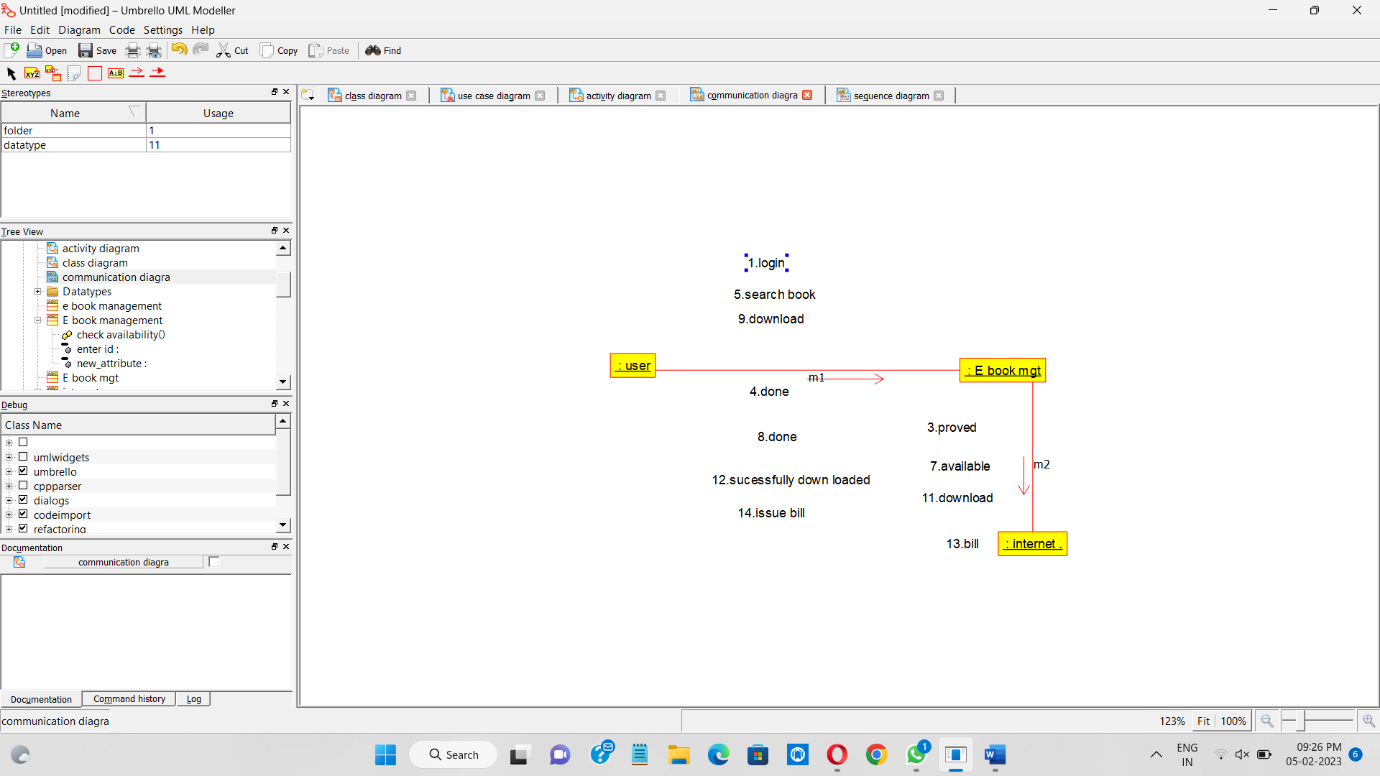 Untitled [modified] – Umbrello UML Modeller
File Edit Diagram Code Settings Help
Open Save Cut Copy Paste Find
XYZ A:B
Stereotypes
Name Usage
folder 1
datatype 11
Tree View
activity diagram
class diagram
communication diagra
Datatypes
e book management
E book management
check availability()
enter id :
new_attribute :
E book mgt
Debug
Class Name
umlwidgets
umbrello
cppparser
dialogs
codeimport
refactoring
Documentation
communication diagra
Documentation Command history Log
communication diagra
class diagram use case diagram activity diagram communication diagra sequence diagram
1.login
5.search book
9.download
: user
: E book mgt
m1
4.done
8.done
12.sucessfully down loaded
14.issue bill
3.proved
7.available
m2
11.download
13.bill
: internet .
123% Fit 100%
Search
1
W
ENG
IN
09:26 PM
05-02-2023
6